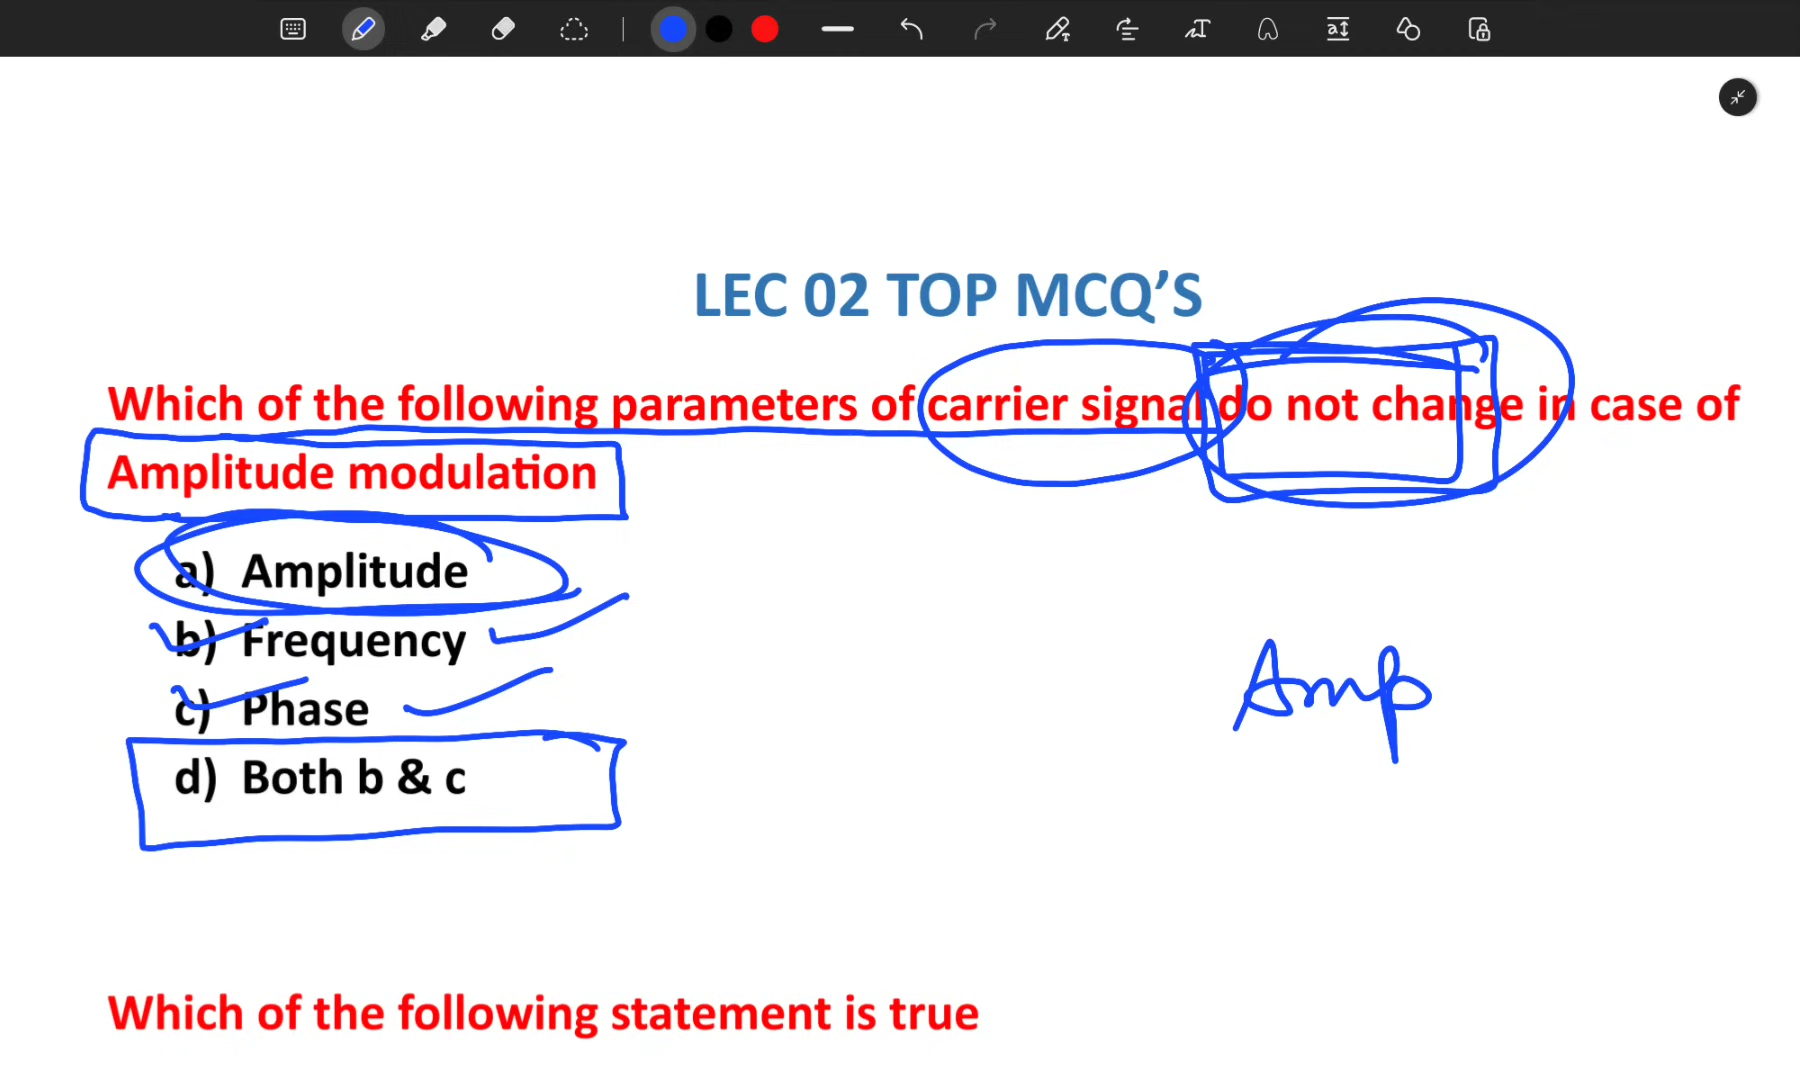 LEC 02 TOP MCQ’S
Which of the following parameters of carrier signal do not change in case of
Amplitude modulation
a) Amplitude
b) Frequency
c) Phase
Amp
d) Both b & c
Which of the following statement is true